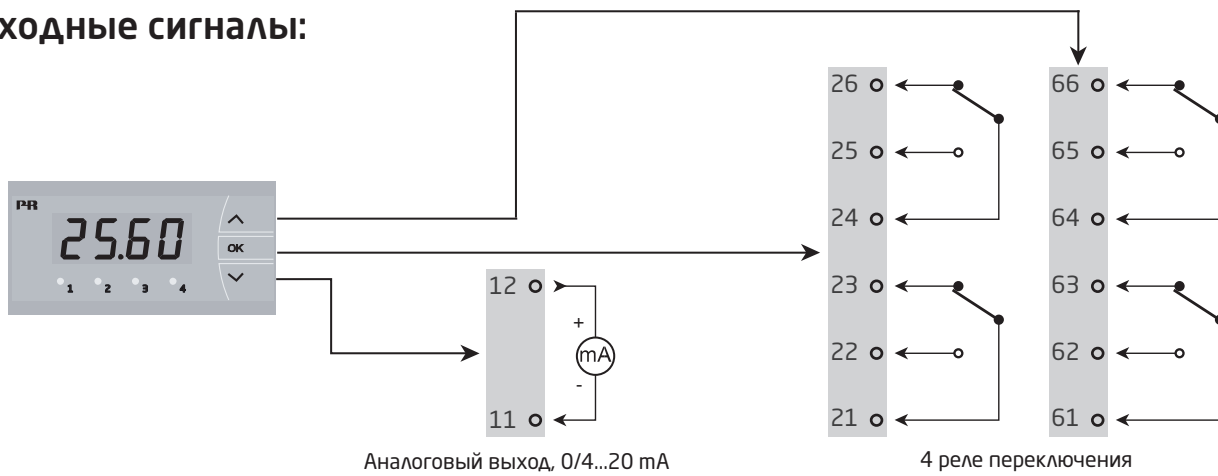 ходные сигналы:
PR
25.60
OK
1 2 3 4
12
+
mA
-
11
Аналоговый выход, 0/4...20 mA
26
25
24
23
22
21
66
65
64
63
62
61
4 реле переключения